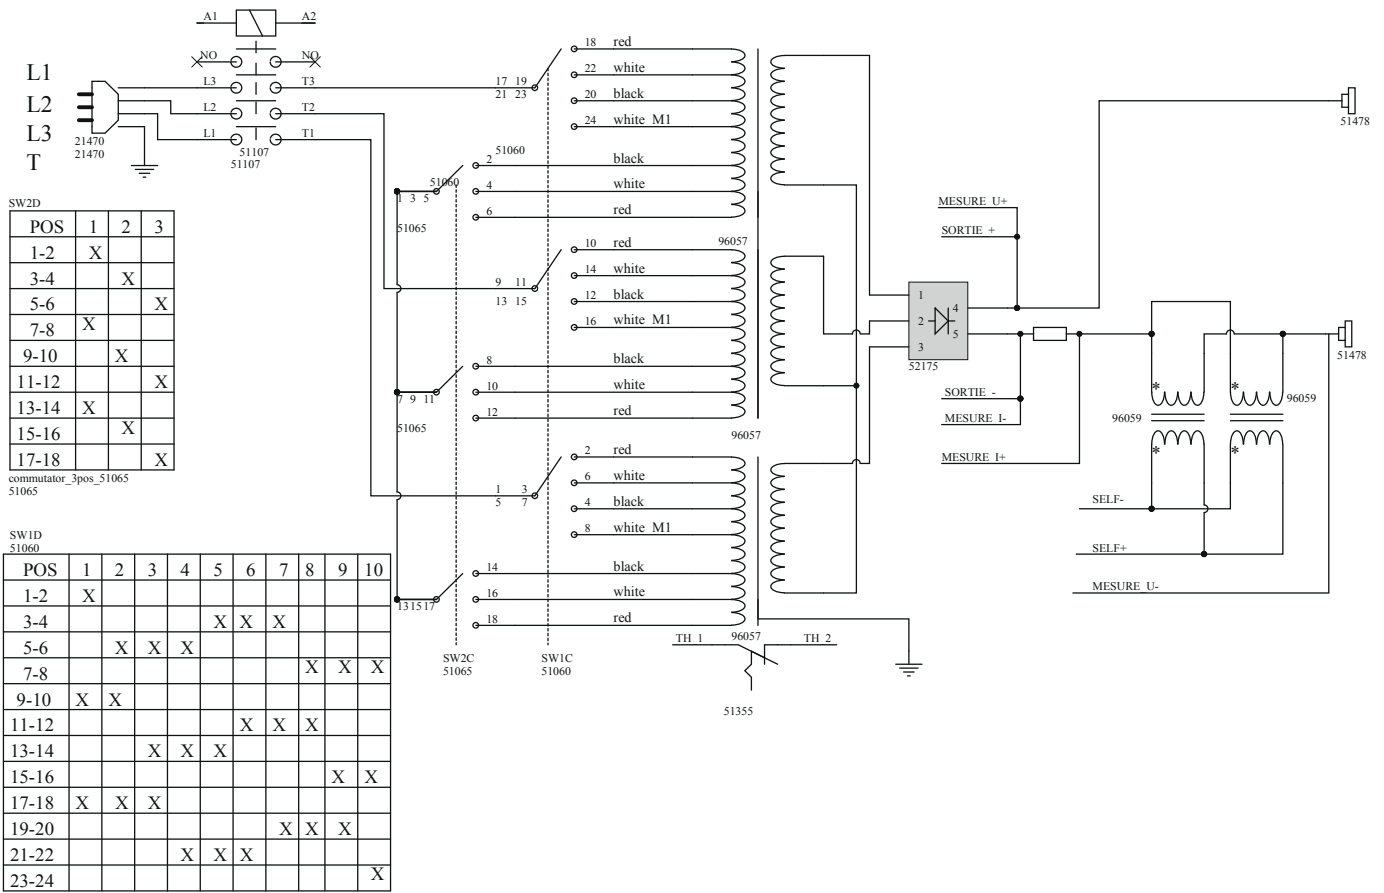 A1 A2
NO NO
L1
L2
L3
T
L3 T3
L2 T2
L1 T1
21470
21470
51107
51107
17 19
21 23
18 red
22 white
20 black
24 white M1
51060
2 black
4 white
6 red
51060
1 3 5
51065
96057
9 11
13 15
10 red
14 white
12 black
16 white M1
8 black
10 white
12 red
7 9 11
51065
96057
1 3
5 7
2 red
6 white
4 black
8 white M1
14 black
16 white
18 red
13 15 17
SW2C
51065
SW1C
51060
TH 1 96057 TH 2
51355
51478
MESURE U+
SORTIE +
1
2
3
4
5
52175
51478
SORTIE -
MESURE I-
MESURE I+
*
*
96059
96059
*
*
SELF-
SELF+
MESURE U-
SW2D
POS 1 2 3
1-2 X
3-4 X
5-6 X
7-8 X
9-10 X
11-12 X
13-14 X
15-16 X
17-18 X
commutator_3pos_51065
51065
SW1D
51060
POS 1 2 3 4 5 6 7 8 9 10
1-2 X
3-4 X X X
5-6 X X X
7-8 X X X
9-10 X X
11-12 X X X
13-14 X X X
15-16 X X
17-18 X X X
19-20 X X X
21-22 X X X
23-24 X